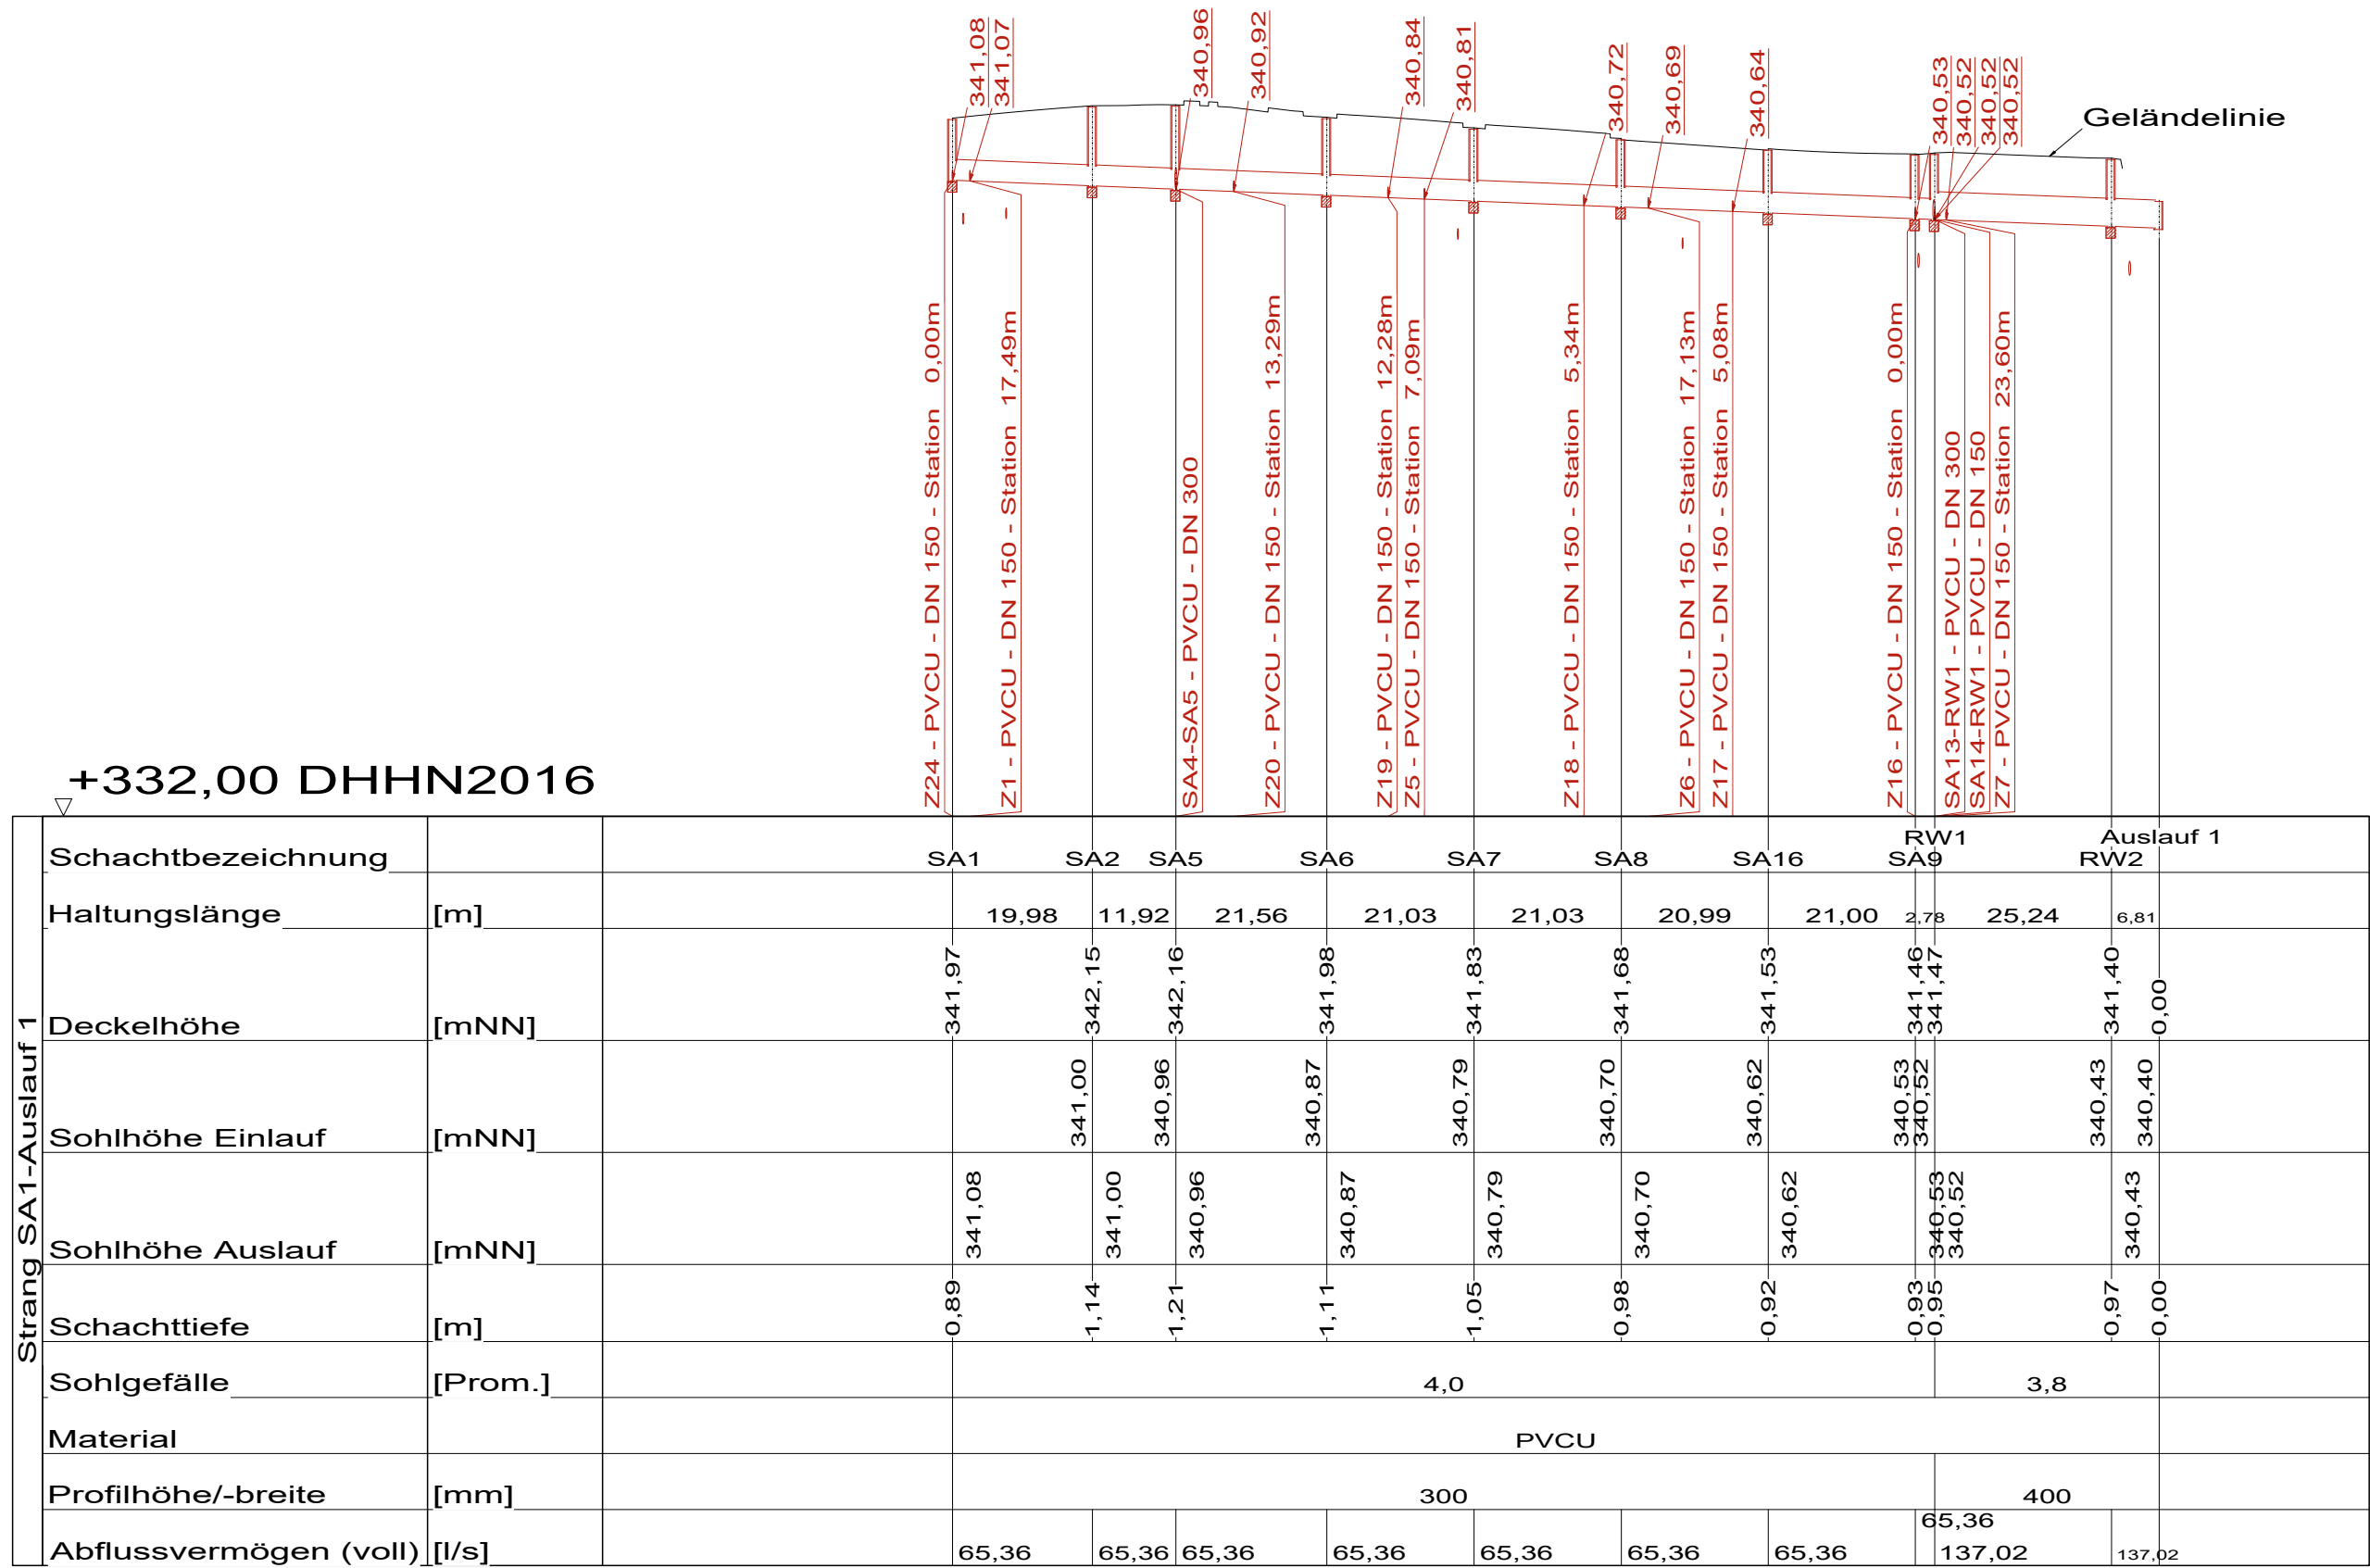 341,08
341,07
340,96
340,92
340,84
340,81
340,72
340,69
340,64
340,53
340,52
340,52
340,52
Geländelinie
Z24 - PVCU - DN 150 - Station 0,00m
Z1 - PVCU - DN 150 - Station 17,49m
SA4-SA5 - PVCU - DN 300
Z20 - PVCU - DN 150 - Station 13,29m
Z19 - PVCU - DN 150 - Station 12,28m
Z5 - PVCU - DN 150 - Station 7,09m
Z18 - PVCU - DN 150 - Station 5,34m
Z6 - PVCU - DN 150 - Station 17,13m
Z17 - PVCU - DN 150 - Station 5,08m
Z16 - PVCU - DN 150 - Station 0,00m
SA13-RW1 - PVCU - DN 300
SA14-RW1 - PVCU - DN 150
Z7 - PVCU - DN 150 - Station 23,60m
+332,00 DHHN2016
Strang SA1-Auslauf 1
RW1 Auslauf 1
Schachtbezeichnung SA1 SA2 SA5 SA6 SA7 SA8 SA16 SA9 RW2
Haltungslänge [m] 19,98 11,92 21,56 21,03 21,03 20,99 21,00 2,78 25,24 6,81
Deckelhöhe [mNN] 341,97 342,15 342,16 341,98 341,83 341,68 341,53 341,46 341,47 341,40 0,00
Sohlhöhe Einlauf [mNN] 341,00 340,96 340,87 340,79 340,70 340,62 340,53 340,52 340,43 340,40
Sohlhöhe Auslauf [mNN] 341,08 341,00 340,96 340,87 340,79 340,70 340,62 340,53 340,52 340,43
Schachttiefe [m] 0,89 1,14 1,21 1,11 1,05 0,98 0,92 0,93 0,95 0,97 0,00
Sohlgefälle [Prom.] 4,0 3,8
Material PVCU
Profilhöhe/-breite [mm] 300 400
65,36
Abflussvermögen (voll) [l/s] 65,36 65,36 65,36 65,36 65,36 65,36 65,36 137,02 137,02